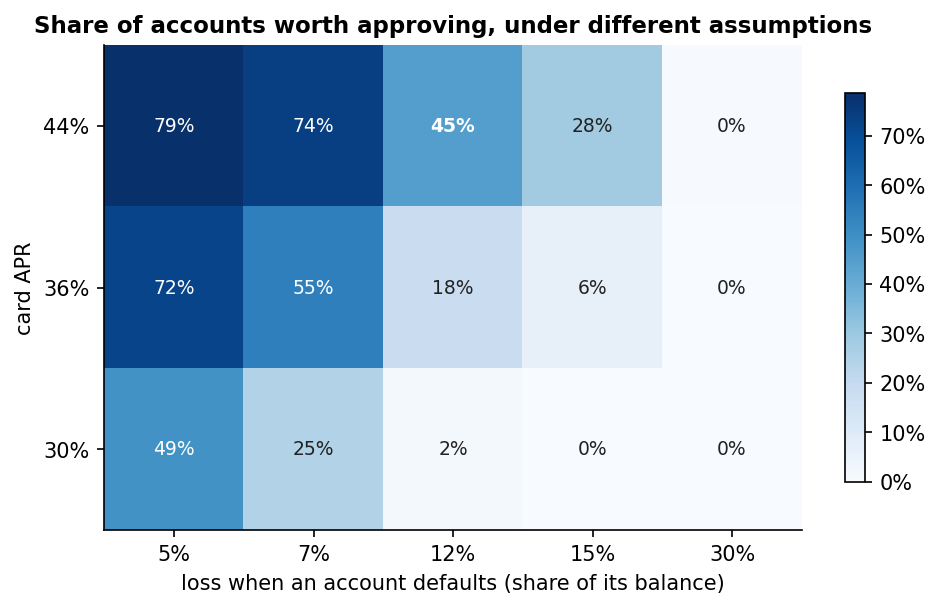 Share of accounts worth approving, under different assumptions
44% 79% 74% 45% 28% 0%
36% 72% 55% 18% 6% 0%
30% 49% 25% 2% 0% 0%
5% 7% 12% 15% 30%
loss when an account defaults (share of its balance)
card APR
70%
60%
50%
40%
30%
20%
10%
0%